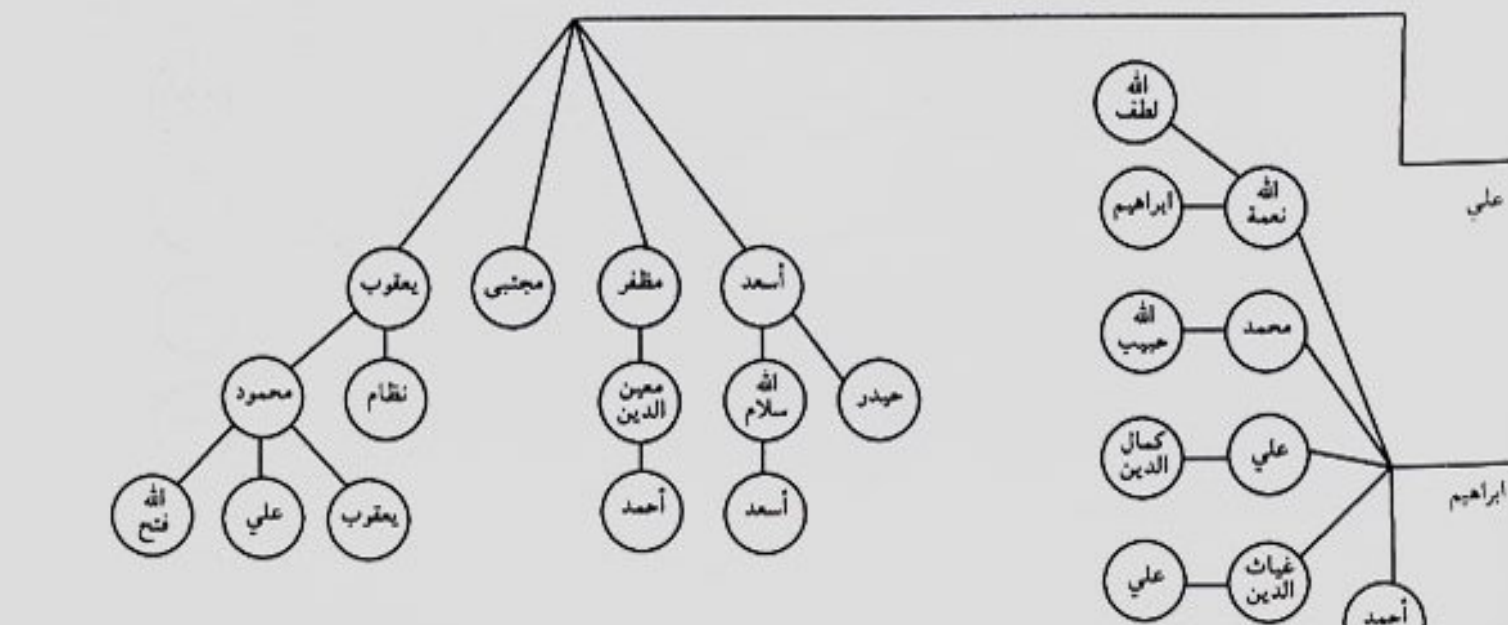 الله
لطف
ابراهيم
الله
نعمة
علي
يعقوب
مجتبى
مظفر
أسعد
الله
حبيب
محمد
محمود
نظام
معين
الدين
الله
سلام
حيدر
كمال
الدين
علي
ابراهيم
الله
فتح
علي
يعقوب
أحمد
أسعد
علي
غياث
الدين
أحمد